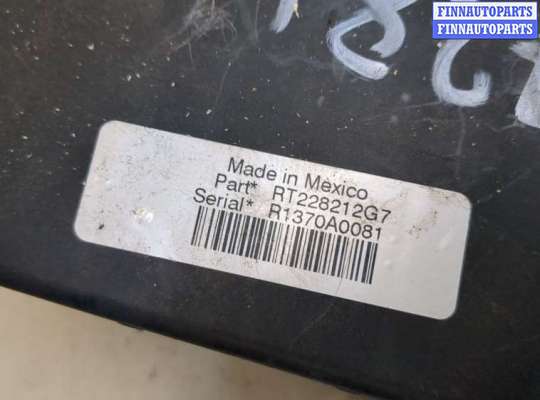 FINNAUTOPARTS
FINNAUTOPARTS
Made in Mexico
Part* RT228212G7
Serial* R1370A0081